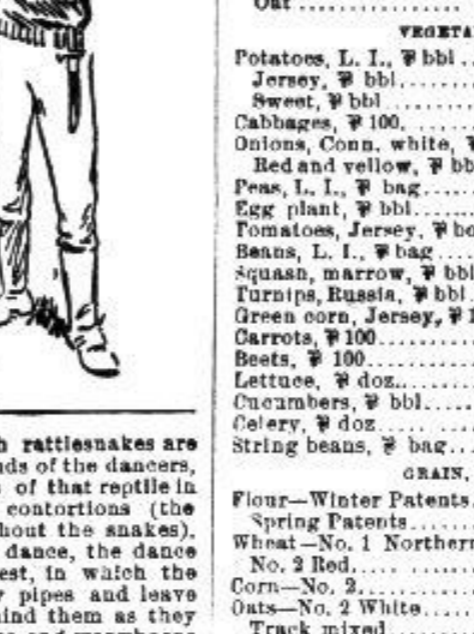 h rattlesnakes are
nds of the dancers,
of that reptile in
contortions (the
hout the snakes).
dance, the dance
est, in which the
pipes and leave
ind them as they
Oat
VEGETA
Potatoes, L. I., ⅌ bbl
Jersey, ⅌ bbl
Sweet, ⅌ bbl
Cabbages, ⅌ 100,
Onions, Conn. white, ⅌
Red and yellow, ⅌ bb
Peas, L. I., ⅌ bag
Egg plant, ⅌ bbl
Tomatoes, Jersey, ⅌ bo
Beans, L. I., ⅌ bag
Squash, marrow, ⅌ bbl
Turnips, Russia, ⅌ bbl
Green corn, Jersey, ⅌ 1
Carrots, ⅌ 100
Beets, ⅌ 100
Lettuce, ⅌ doz.
Cucumbers, ⅌ bbl
Celery, ⅌ doz
String beans, ⅌ bag
GRAIN,
Flour—Winter Patents
Spring Patents
Wheat—No. 1 Northern
No. 2 Red
Corn—No. 2
Oats—No. 2 White
Track mixed